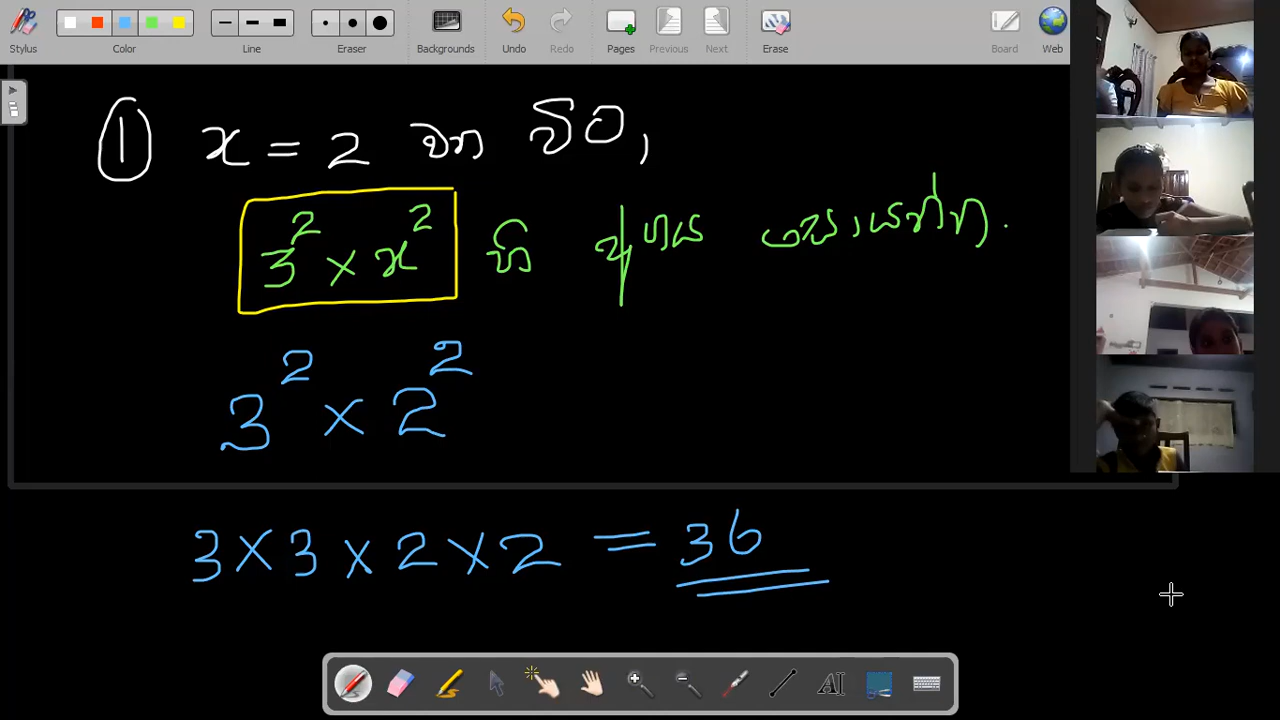 Stylus Color Line Eraser Backgrounds Undo Redo Pages Previous Next Erase Board Web
① x = 2 වන විට,
3² × x² හි අගය සොයන්න.
3² × 2²
3 × 3 × 2 × 2 = 36